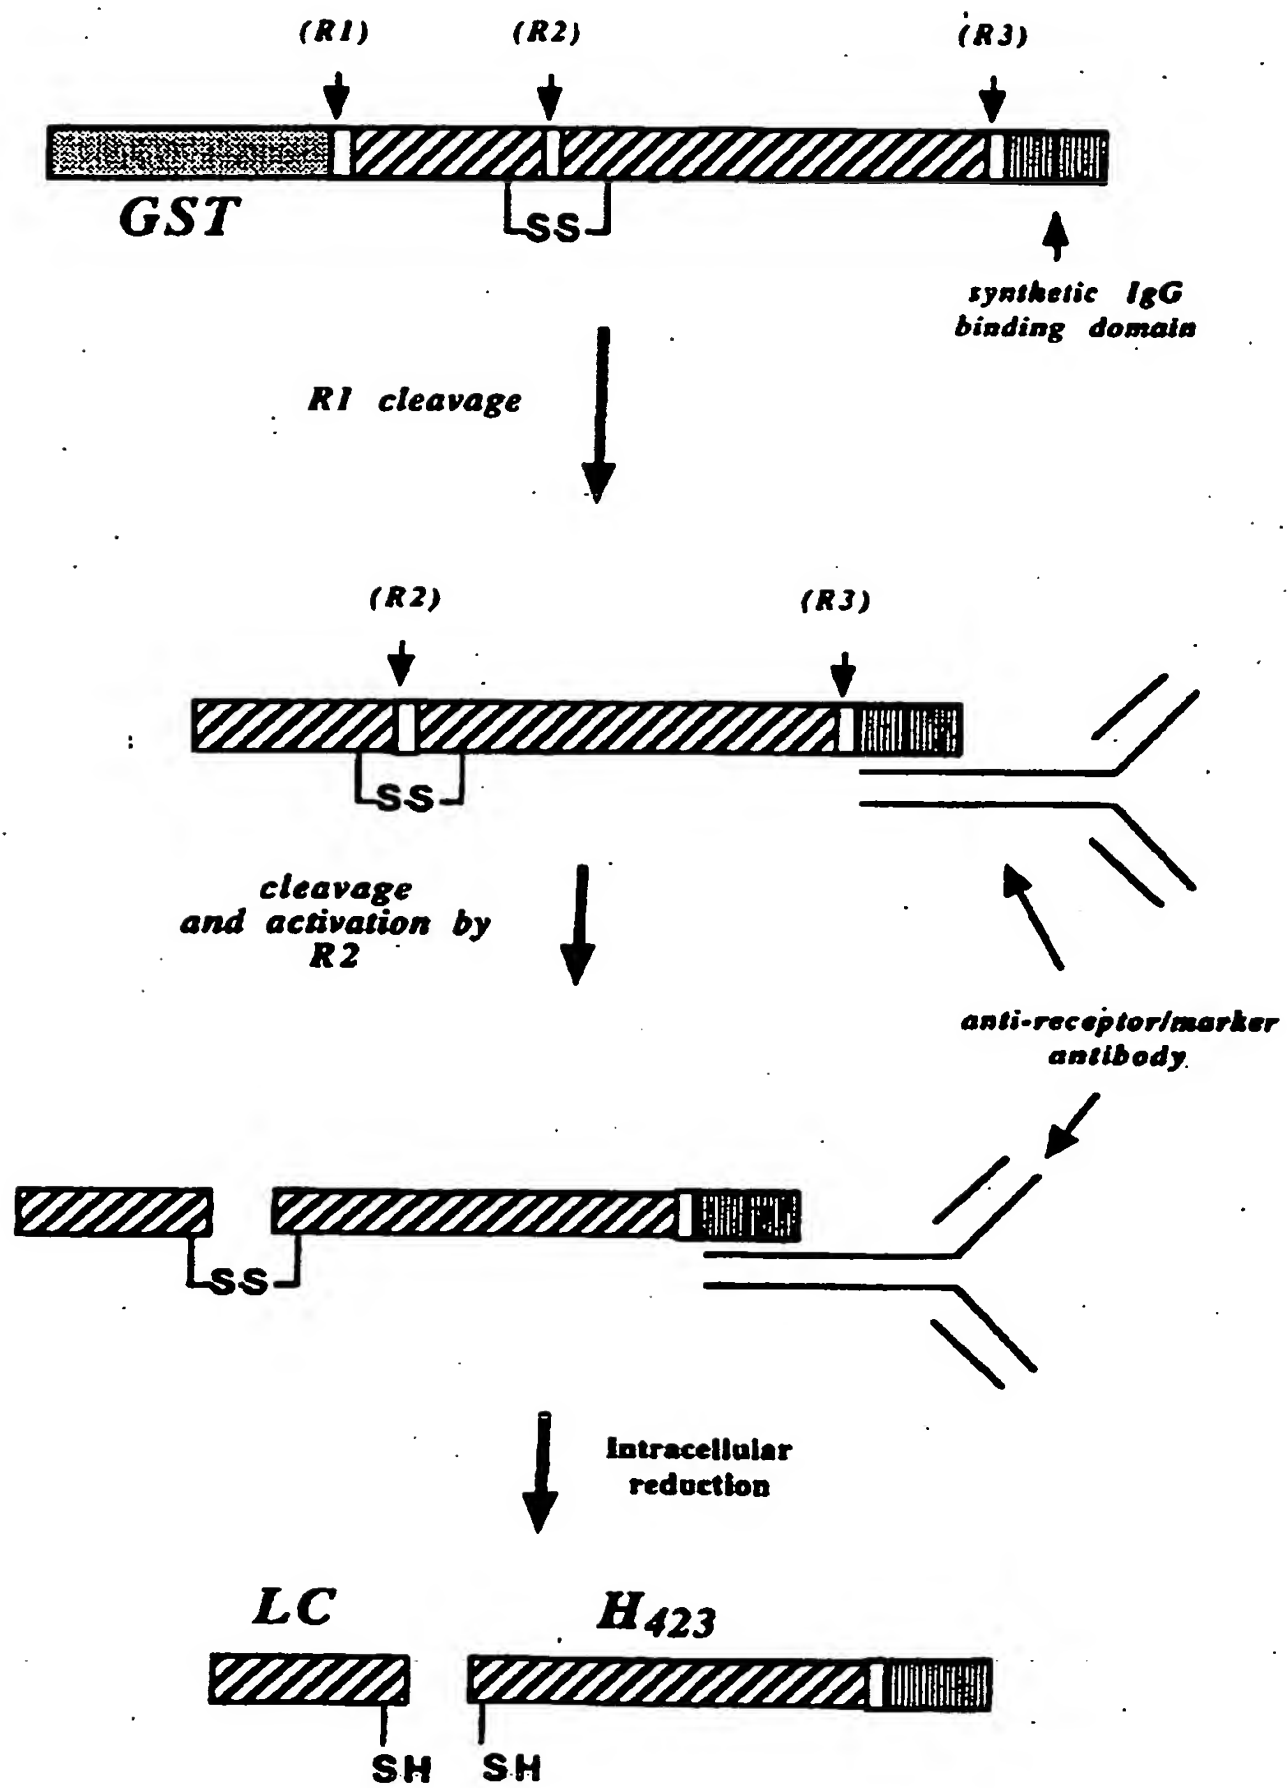 (R1) (R2) (R3)
GST
SS
synthetic IgG
binding domain
R1 cleavage
(R2) (R3)
SS
cleavage
and activation by
R2
anti-receptor/marker
antibody
SS
Intracellular
reduction
LC H423
SH SH